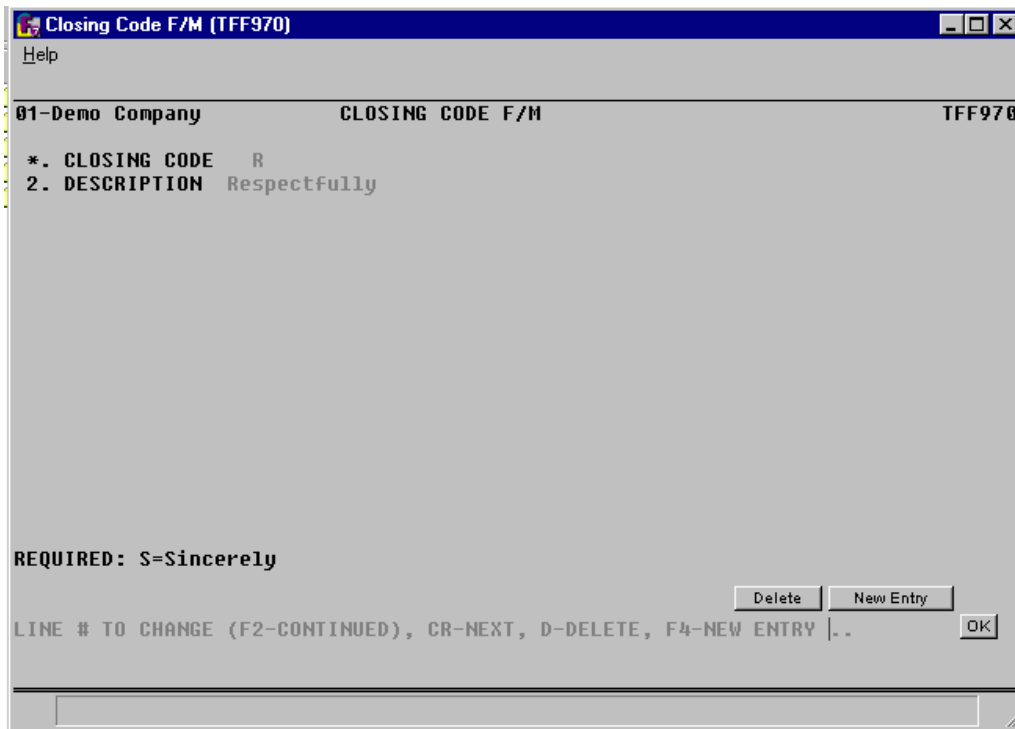 Closing Code F/M (TFF970)
Help
01-Demo Company CLOSING CODE F/M TFF970
*. CLOSING CODE R
2. DESCRIPTION Respectfully
REQUIRED: S=Sincerely
Delete New Entry
LINE # TO CHANGE (F2-CONTINUED), CR-NEXT, D-DELETE, F4-NEW ENTRY .. OK